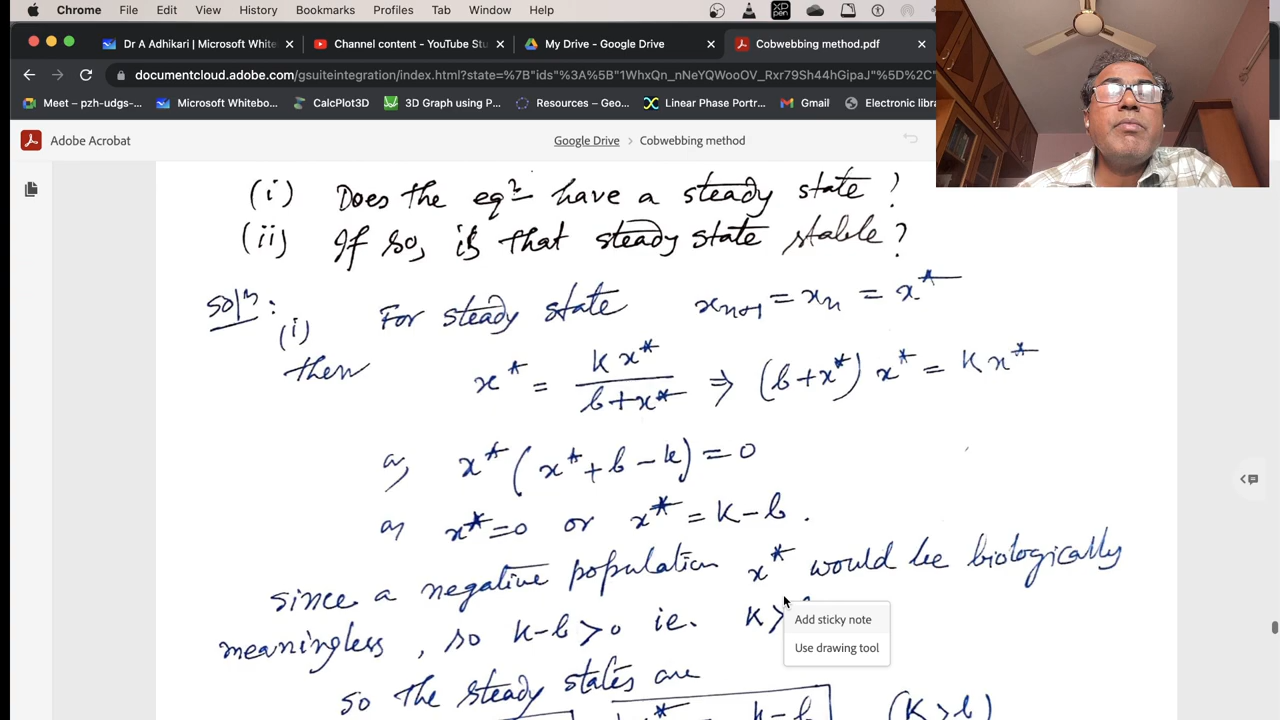 Chrome File Edit View History Bookmarks Profiles Tab Window Help
Dr A Adhikari | Microsoft White Channel content - YouTube Stu My Drive - Google Drive Cobwebbing method.pdf
documentcloud.adobe.com/gsuiteintegration/index.html?state=%7B"ids"%3A%5B"1WhxQn_nNeYQWooOV_Rxr79Sh44hGipaJ"%5D%2C"
Meet – pzh-udgs-... Microsoft Whitebo... CalcPlot3D 3D Graph using P... Resources – Geo... Linear Phase Portr... Gmail Electronic libra
Adobe Acrobat Google Drive > Cobwebbing method
(i) Does the eqn have a steady state?
(ii) If so, is that steady state stable?
Soln:
(i) For steady state xn+1 = xn = x*
then x* = Kx* / b+x* ⇒ (b+x*) x* = Kx*
x* (x* + b - k) = 0
x* = 0 or x* = K - b.
since a negative population x* would be biologically
meaningless, so k-b>0 ie. K>
Add sticky note
Use drawing tool
so the steady states are
x* k-b (K>b)